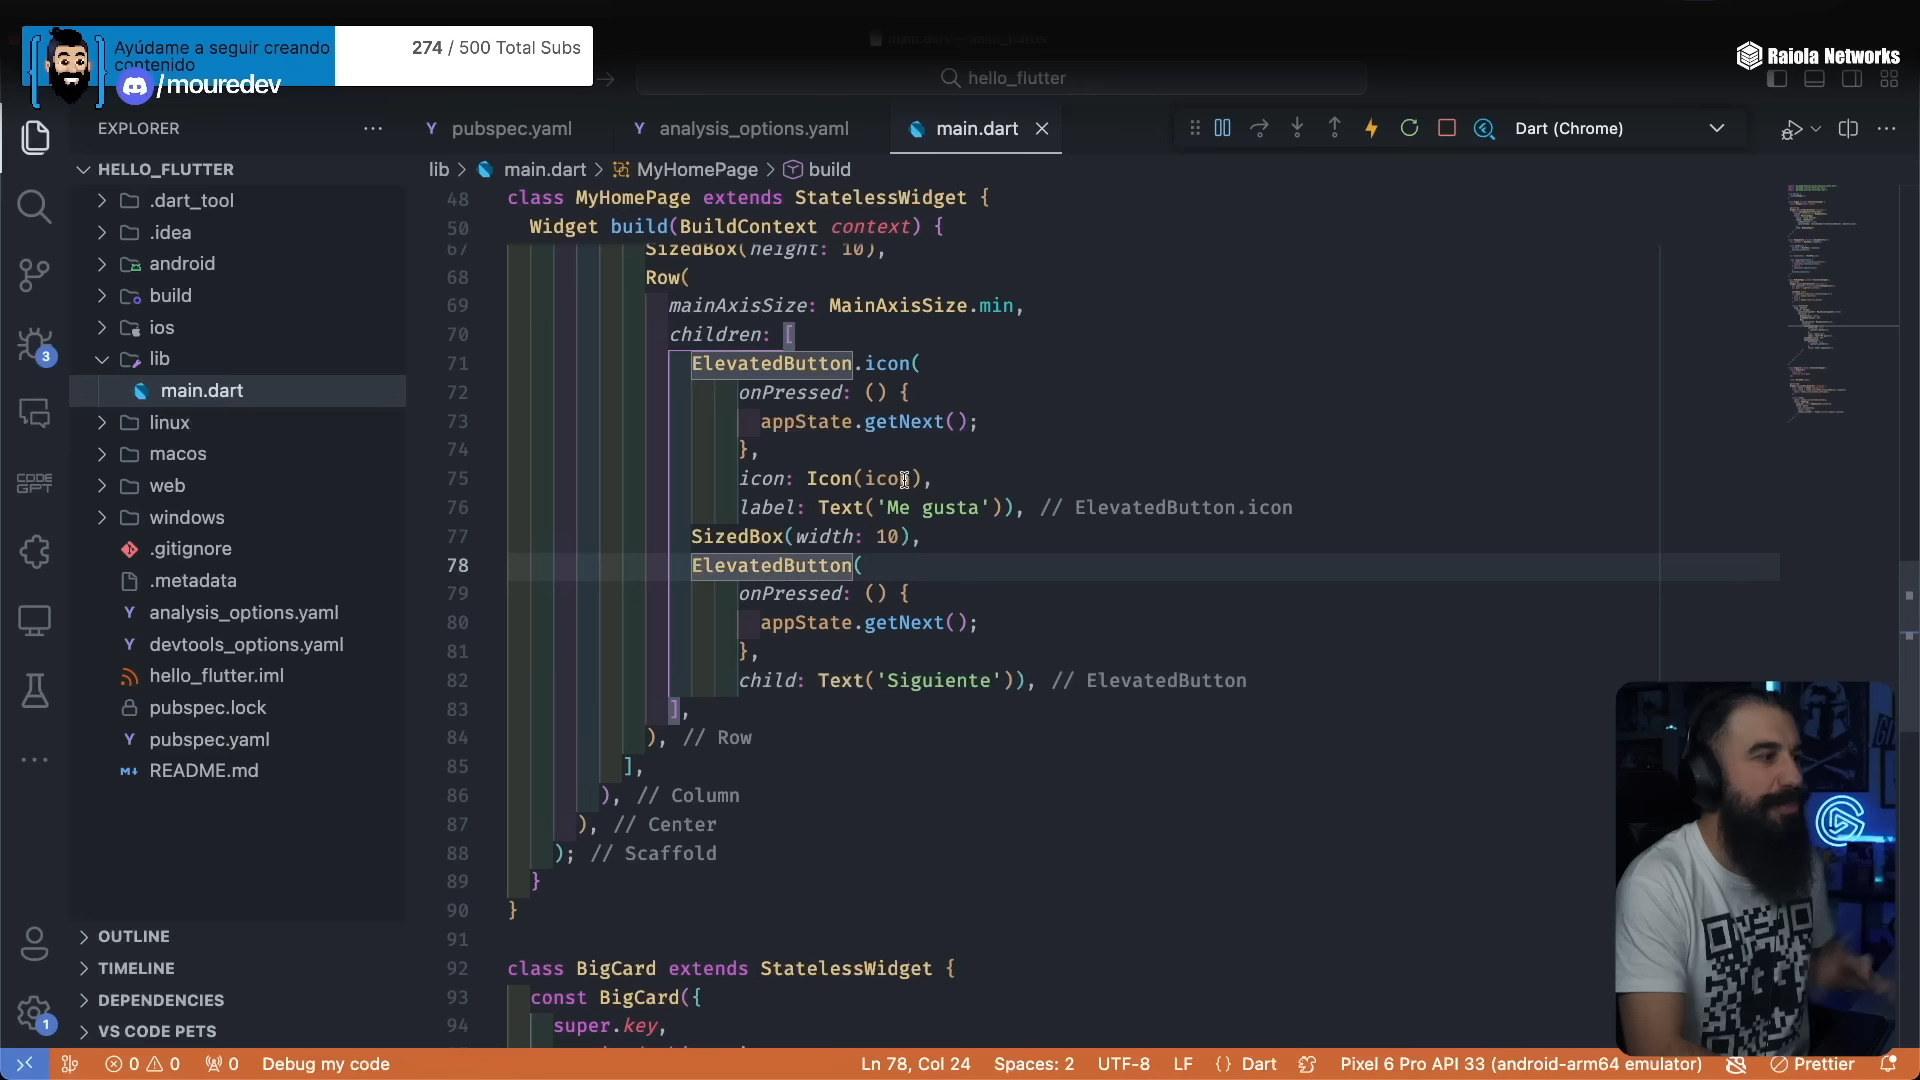 Ayúdame a seguir creando
contenido
274 / 500 Total Subs
/mouredev
hello_flutter
Raiola Networks
EXPLORER
pubspec.yaml
analysis_options.yaml
main.dart
Dart (Chrome)
HELLO_FLUTTER
.dart_tool
.idea
android
build
ios
lib
main.dart
linux
macos
web
windows
.gitignore
.metadata
analysis_options.yaml
devtools_options.yaml
hello_flutter.iml
pubspec.lock
pubspec.yaml
README.md
OUTLINE
TIMELINE
DEPENDENCIES
VS CODE PETS
3
CODE
GPT
1
lib > main.dart > MyHomePage > build
48 class MyHomePage extends StatelessWidget {
50 Widget build(BuildContext context) {
67 SizedBox(height: 10),
68 Row(
69 mainAxisSize: MainAxisSize.min,
70 children: [
71 ElevatedButton.icon(
72 onPressed: () {
73 appState.getNext();
74 },
75 icon: Icon(icon),
76 label: Text('Me gusta')), // ElevatedButton.icon
77 SizedBox(width: 10),
78 ElevatedButton(
79 onPressed: () {
80 appState.getNext();
81 },
82 child: Text('Siguiente')), // ElevatedButton
83 ],
84 ), // Row
85 ],
86 ), // Column
87 ), // Center
88 ); // Scaffold
89 }
90 }
91
92 class BigCard extends StatelessWidget {
93 const BigCard({
94 super.key,
0 0 0 Debug my code Ln 78, Col 24 Spaces: 2 UTF-8 LF {} Dart Pixel 6 Pro API 33 (android-arm64 emulator) Prettier